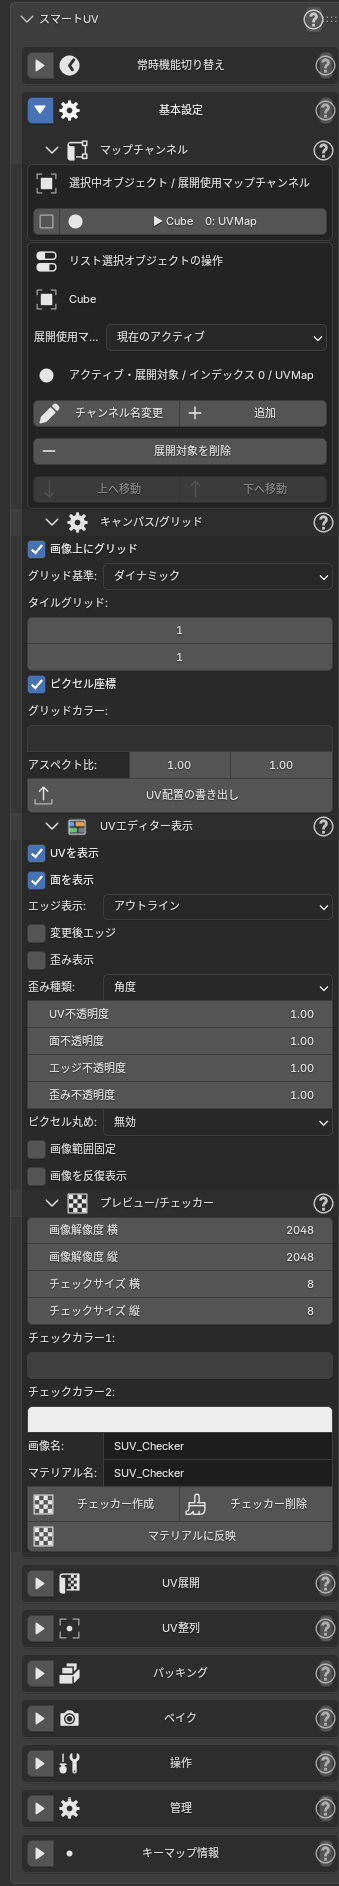 スマートUV
常時機能切り替え
基本設定
マップチャンネル
選択中オブジェクト / 展開使用マップチャンネル
▶ Cube 0: UVMap
リスト選択オブジェクトの操作
Cube
展開使用マ... 現在のアクティブ
アクティブ・展開対象 / インデックス 0 / UVMap
チャンネル名変更 追加
展開対象を削除
上へ移動 下へ移動
キャンバス/グリッド
画像上にグリッド
グリッド基準: ダイナミック
タイルグリッド:
1
1
ピクセル座標
グリッドカラー:
アスペクト比: 1.00 1.00
UV配置の書き出し
UVエディター表示
UVを表示
面を表示
エッジ表示: アウトライン
変更後エッジ
歪み表示
歪み種類: 角度
UV不透明度 1.00
面不透明度 1.00
エッジ不透明度 1.00
歪み不透明度 1.00
ピクセル丸め: 無効
画像範囲固定
画像を反復表示
プレビュー/チェッカー
画像解像度 横 2048
画像解像度 縦 2048
チェックサイズ 横 8
チェックサイズ 縦 8
チェックカラー1:
チェックカラー2:
画像名: SUV_Checker
マテリアル名: SUV_Checker
チェッカー作成 チェッカー削除
マテリアルに反映
UV展開
UV整列
パッキング
ベイク
操作
管理
キーマップ情報